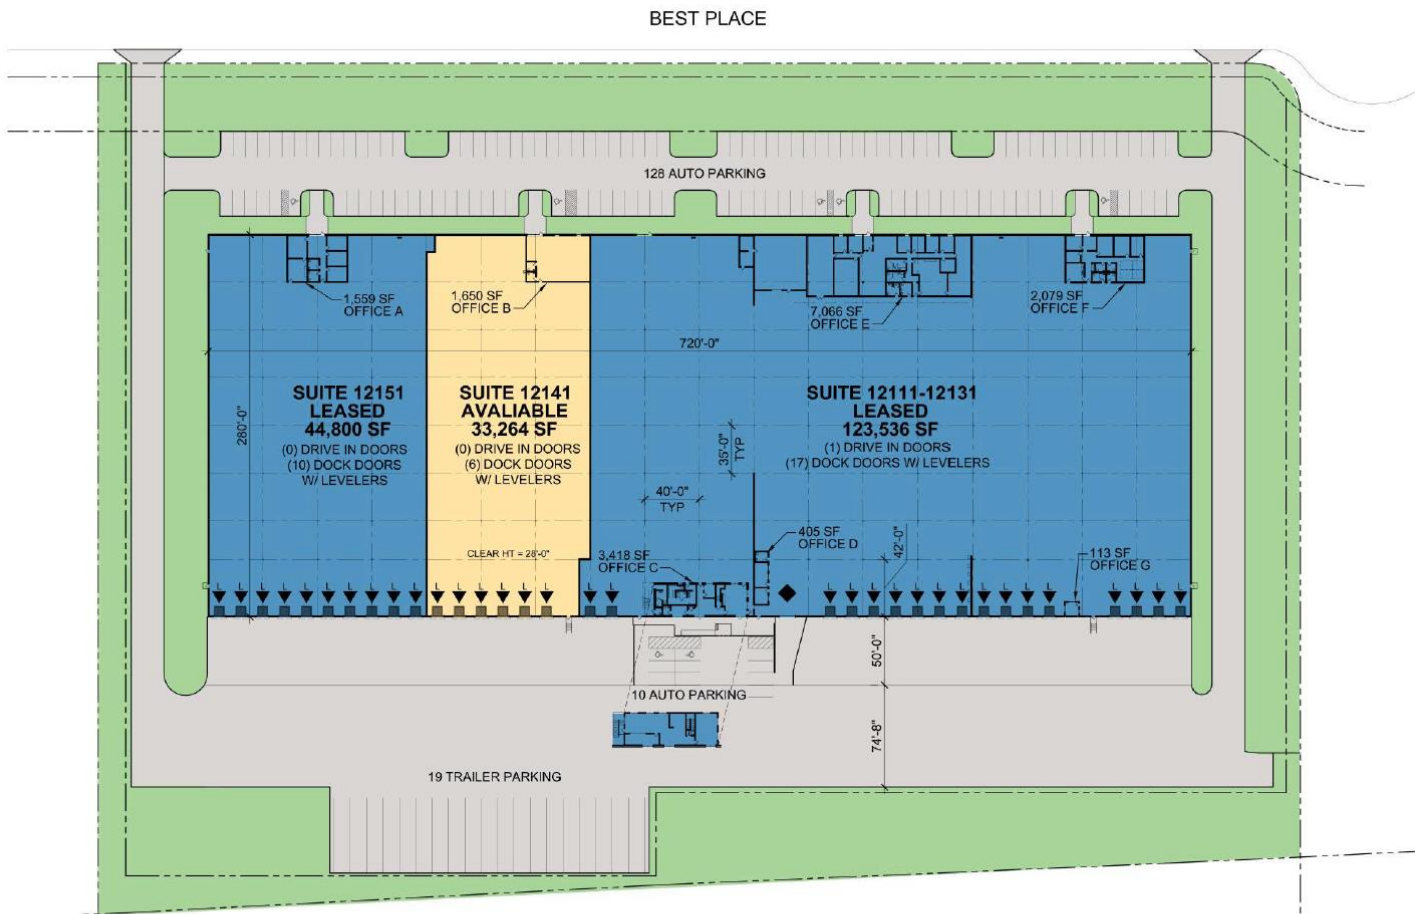 BEST PLACE
128 AUTO PARKING
1,559 SF
OFFICE A
1,650 SF
OFFICE B
7,066 SF
OFFICE E
2,079 SF
OFFICE F
720'-0"
280'-0"
SUITE 12151
LEASED
44,800 SF
(0) DRIVE IN DOORS
(10) DOCK DOORS
W/ LEVELERS
SUITE 12141
AVALIABLE
33,264 SF
(0) DRIVE IN DOORS
(6) DOCK DOORS
W/ LEVELERS
SUITE 12111-12131
LEASED
123,536 SF
(1) DRIVE IN DOORS
(17) DOCK DOORS W/ LEVELERS
35'-0"
TYP
40'-0"
TYP
CLEAR HT = 28'-0"
3,418 SF
OFFICE C
405 SF
OFFICE D
42'-0"
113 SF
OFFICE G
50'-0"
10 AUTO PARKING
74'-8"
19 TRAILER PARKING